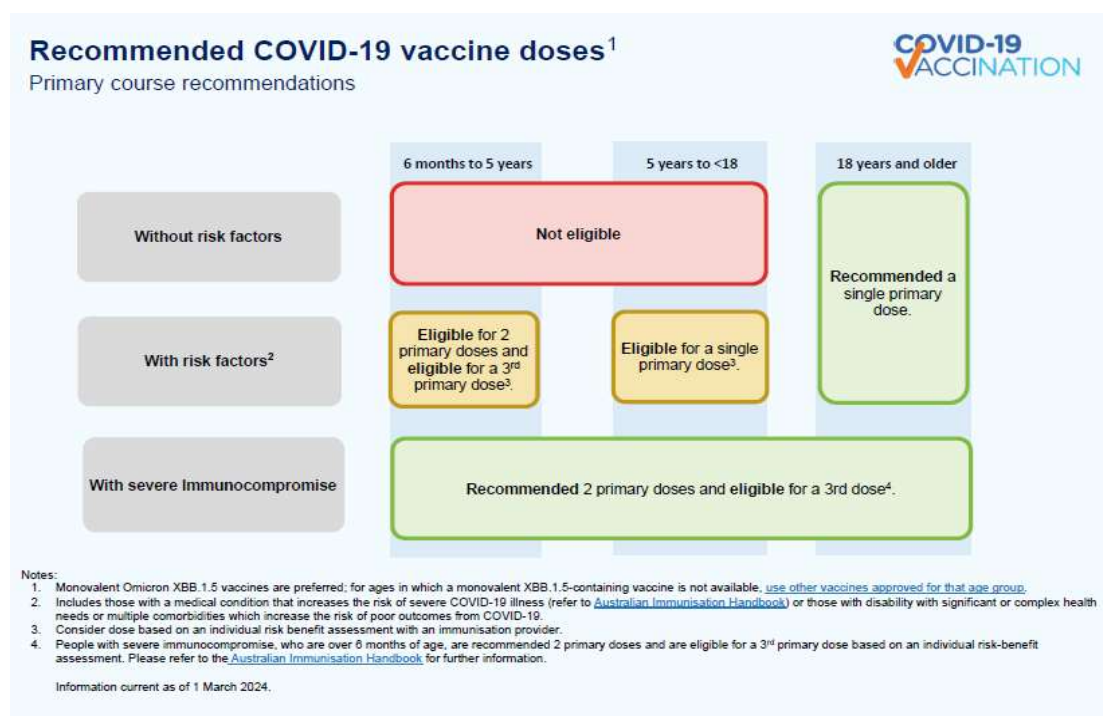 Recommended COVID-19 vaccine doses¹
Primary course recommendations
COVID-19
VACCINATION
6 months to 5 years
5 years to <18
18 years and older
Without risk factors
Not eligible
Recommended a
single primary
dose.
With risk factors²
Eligible for 2
primary doses and
eligible for a 3rd
primary dose³.
Eligible for a single
primary dose³.
With severe Immunocompromise
Recommended 2 primary doses and eligible for a 3rd dose⁴.
Notes:
1. Monovalent Omicron XBB.1.5 vaccines are preferred; for ages in which a monovalent XBB.1.5-containing vaccine is not available, use other vaccines approved for that age group.
2. Includes those with a medical condition that increases the risk of severe COVID-19 illness (refer to Australian Immunisation Handbook) or those with disability with significant or complex health
needs or multiple comorbidities which increase the risk of poor outcomes from COVID-19.
3. Consider dose based on an individual risk benefit assessment with an immunisation provider.
4. People with severe immunocompromise, who are over 6 months of age, are recommended 2 primary doses and are eligible for a 3rd primary dose based on an individual risk-benefit
assessment. Please refer to the Australian Immunisation Handbook for further information.
Information current as of 1 March 2024.